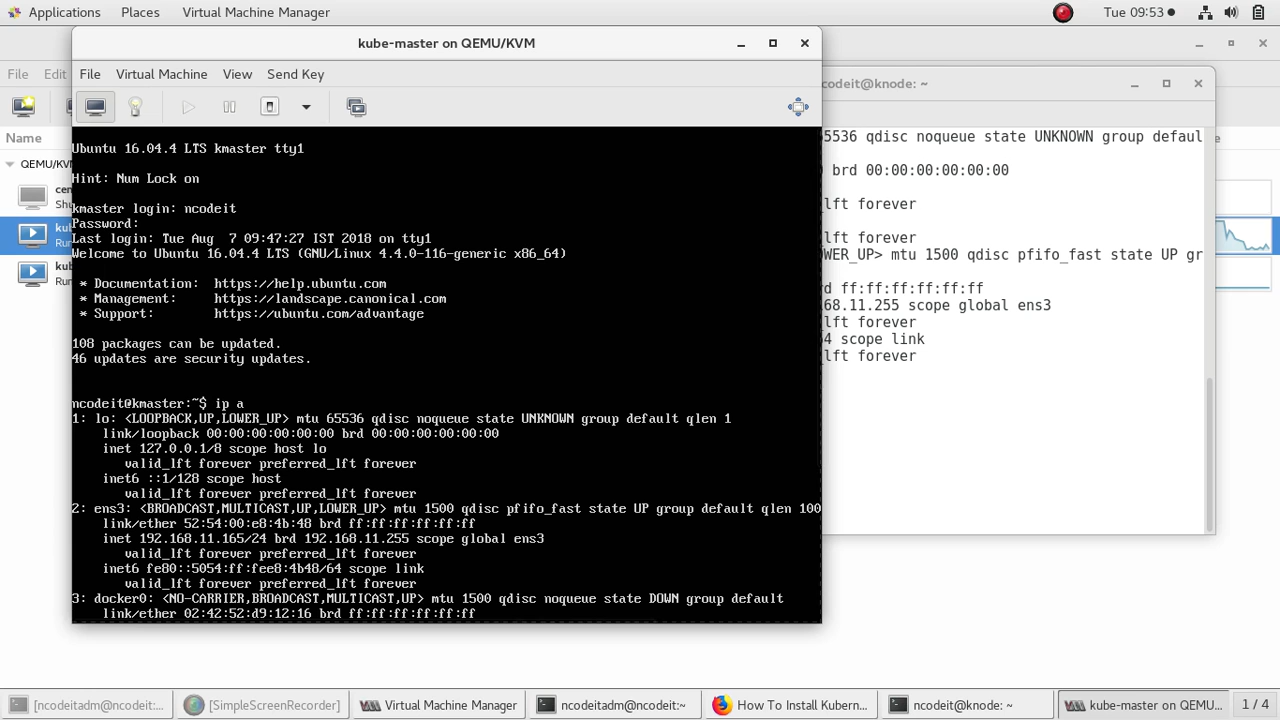 Applications Places Virtual Machine Manager Tue 09:53
kube-master on QEMU/KVM
File Edit
File Virtual Machine View Send Key
ncodeit@knode: ~
Name
QEMU/KVM
Ubuntu 16.04.4 LTS kmaster tty1
Hint: Num Lock on
kmaster login: ncodeit
Password:
Last login: Tue Aug  7 09:47:27 IST 2018 on tty1
Welcome to Ubuntu 16.04.4 LTS (GNU/Linux 4.4.0-116-generic x86_64)
* Documentation:  https://help.ubuntu.com
* Management:     https://landscape.canonical.com
* Support:        https://ubuntu.com/advantage
108 packages can be updated.
46 updates are security updates.
ncodeit@kmaster:~$ ip a
1: lo: <LOOPBACK,UP,LOWER_UP> mtu 65536 qdisc noqueue state UNKNOWN group default qlen 1
link/loopback 00:00:00:00:00:00 brd 00:00:00:00:00:00
inet 127.0.0.1/8 scope host lo
valid_lft forever preferred_lft forever
inet6 ::1/128 scope host
valid_lft forever preferred_lft forever
2: ens3: <BROADCAST,MULTICAST,UP,LOWER_UP> mtu 1500 qdisc pfifo_fast state UP group default qlen 100
link/ether 52:54:00:e8:4b:48 brd ff:ff:ff:ff:ff:ff
inet 192.168.11.165/24 brd 192.168.11.255 scope global ens3
valid_lft forever preferred_lft forever
inet6 fe80::5054:ff:fee8:4b48/64 scope link
valid_lft forever preferred_lft forever
3: docker0: <NO-CARRIER,BROADCAST,MULTICAST,UP> mtu 1500 qdisc noqueue state DOWN group default
link/ether 02:42:52:d9:12:16 brd ff:ff:ff:ff:ff:ff
65536 qdisc noqueue state UNKNOWN group defaul
brd 00:00:00:00:00:00
_lft forever
_lft forever
LOWER_UP> mtu 1500 qdisc pfifo_fast state UP gr
rd ff:ff:ff:ff:ff:ff
68.11.255 scope global ens3
_lft forever
64 scope link
_lft forever
[ncodeitadm@ncodeit:... [SimpleScreenRecorder] Virtual Machine Manager ncodeitadm@ncodeit:~ How To Install Kubern... ncodeit@knode: ~ kube-master on QEMU... 1 / 4